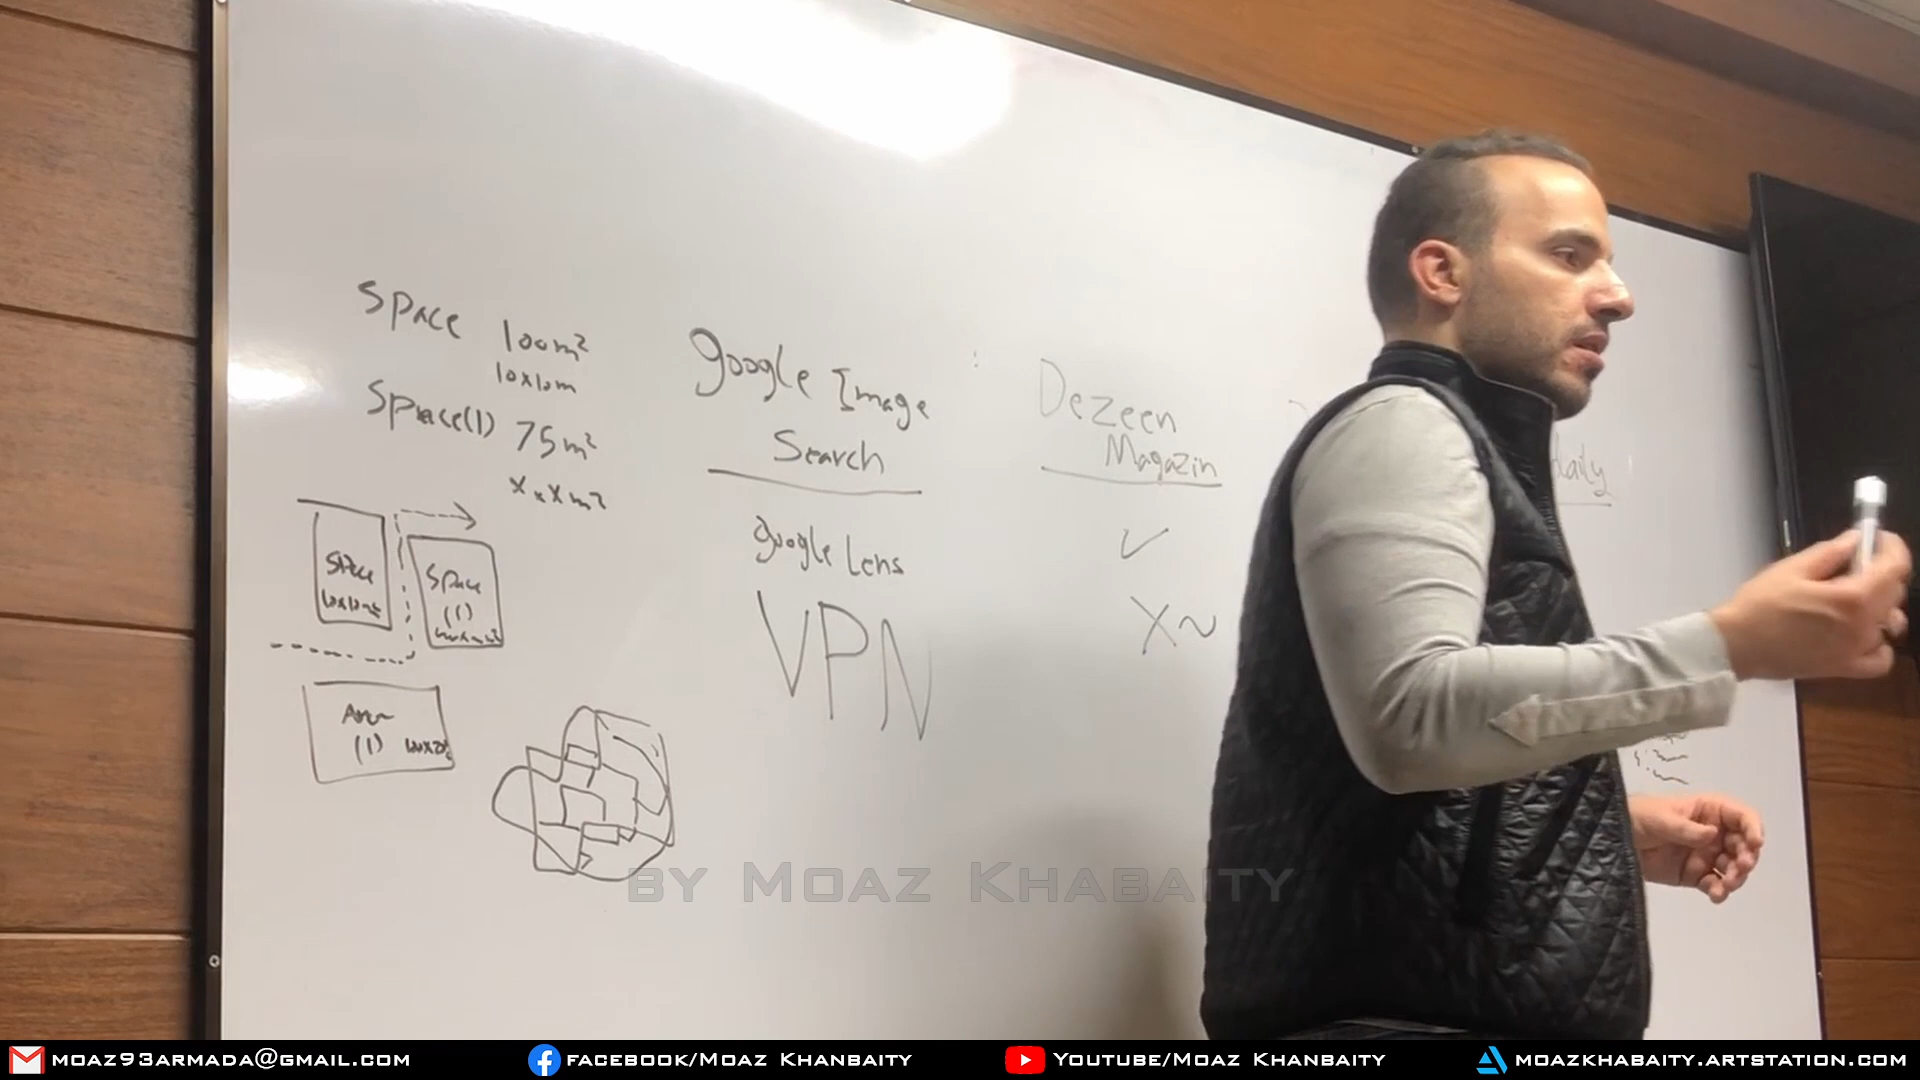 Space 100m²
10x10m
Space(1) 75m²
x x x m²
Space
10x10m
Space
(1)
(1)
google Image
Search
google Lens
VPN
Dezeen
Magazin
daily
by Moaz Khabaity
moaz93armada@gmail.com
facebook/Moaz Khanbaity
Youtube/Moaz Khanbaity
moazkhabaity.artstation.com